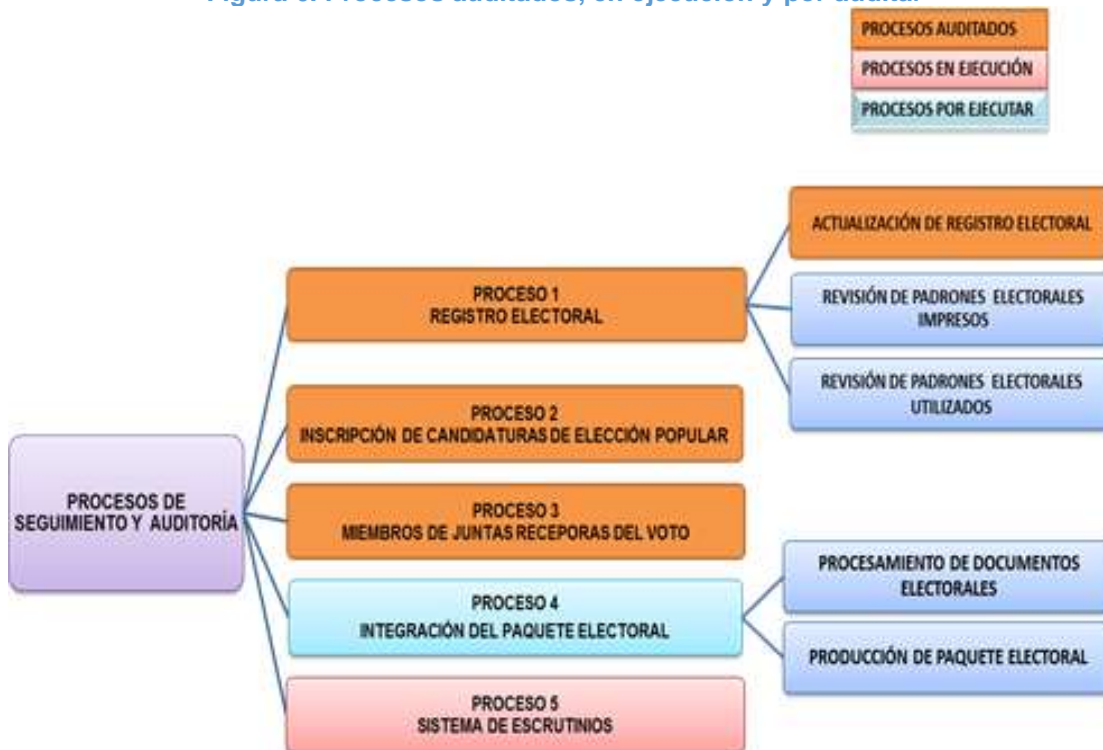 PROCESOS AUDITADOS
PROCESOS EN EJECUCIÓN
PROCESOS POR EJECUTAR
ACTUALIZACIÓN DE REGISTRO ELECTORAL
PROCESO 1
REGISTRO ELECTORAL
REVISIÓN DE PADRONES ELECTORALES
IMPRESOS
REVISIÓN DE PADRONES ELECTORALES
UTILIZADOS
PROCESO 2
INSCRIPCIÓN DE CANDIDATURAS DE ELECCIÓN POPULAR
PROCESOS DE
SEGUIMIENTO Y AUDITORÍA
PROCESO 3
MIEMBROS DE JUNTAS RECEPORAS DEL VOTO
PROCESO 4
INTEGRACIÓN DEL PAQUETE ELECTORAL
PROCESAMIENTO DE DOCUMENTOS
ELECTORALES
PRODUCCIÓN DE PAQUETE ELECTORAL
PROCESO 5
SISTEMA DE ESCRUTINIOS